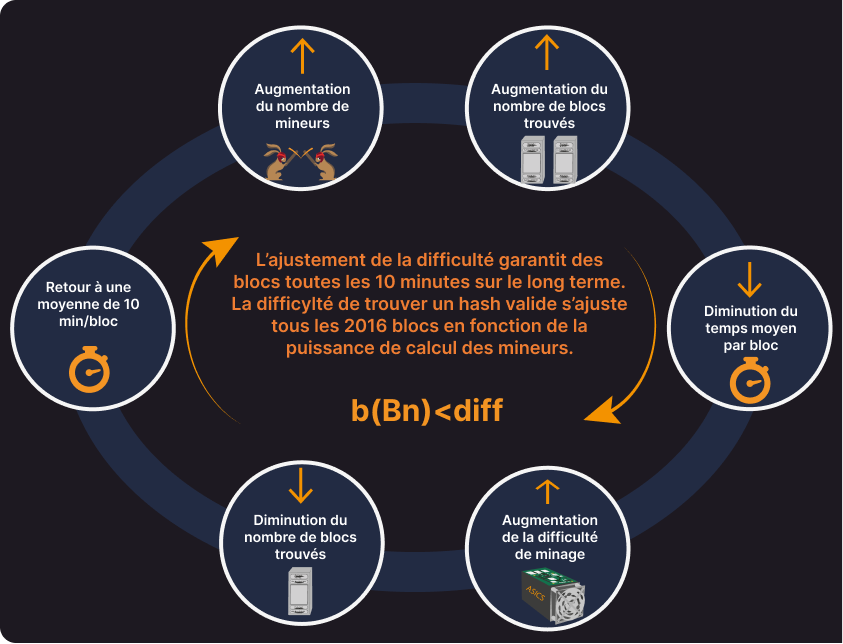 Augmentation
du nombre de
mineurs
Augmentation du
nombre de blocs
trouvés
Retour à une
moyenne de 10
min/bloc
L’ajustement de la difficulté garantit des
blocs toutes les 10 minutes sur le long terme.
La difficylté de trouver un hash valide s’ajuste
tous les 2016 blocs en fonction de la
puissance de calcul des mineurs.
b(Bn)<diff
Diminution du
temps moyen
par bloc
Diminution du
nombre de blocs
trouvés
Augmentation
de la difficulté
de minage
ASICS